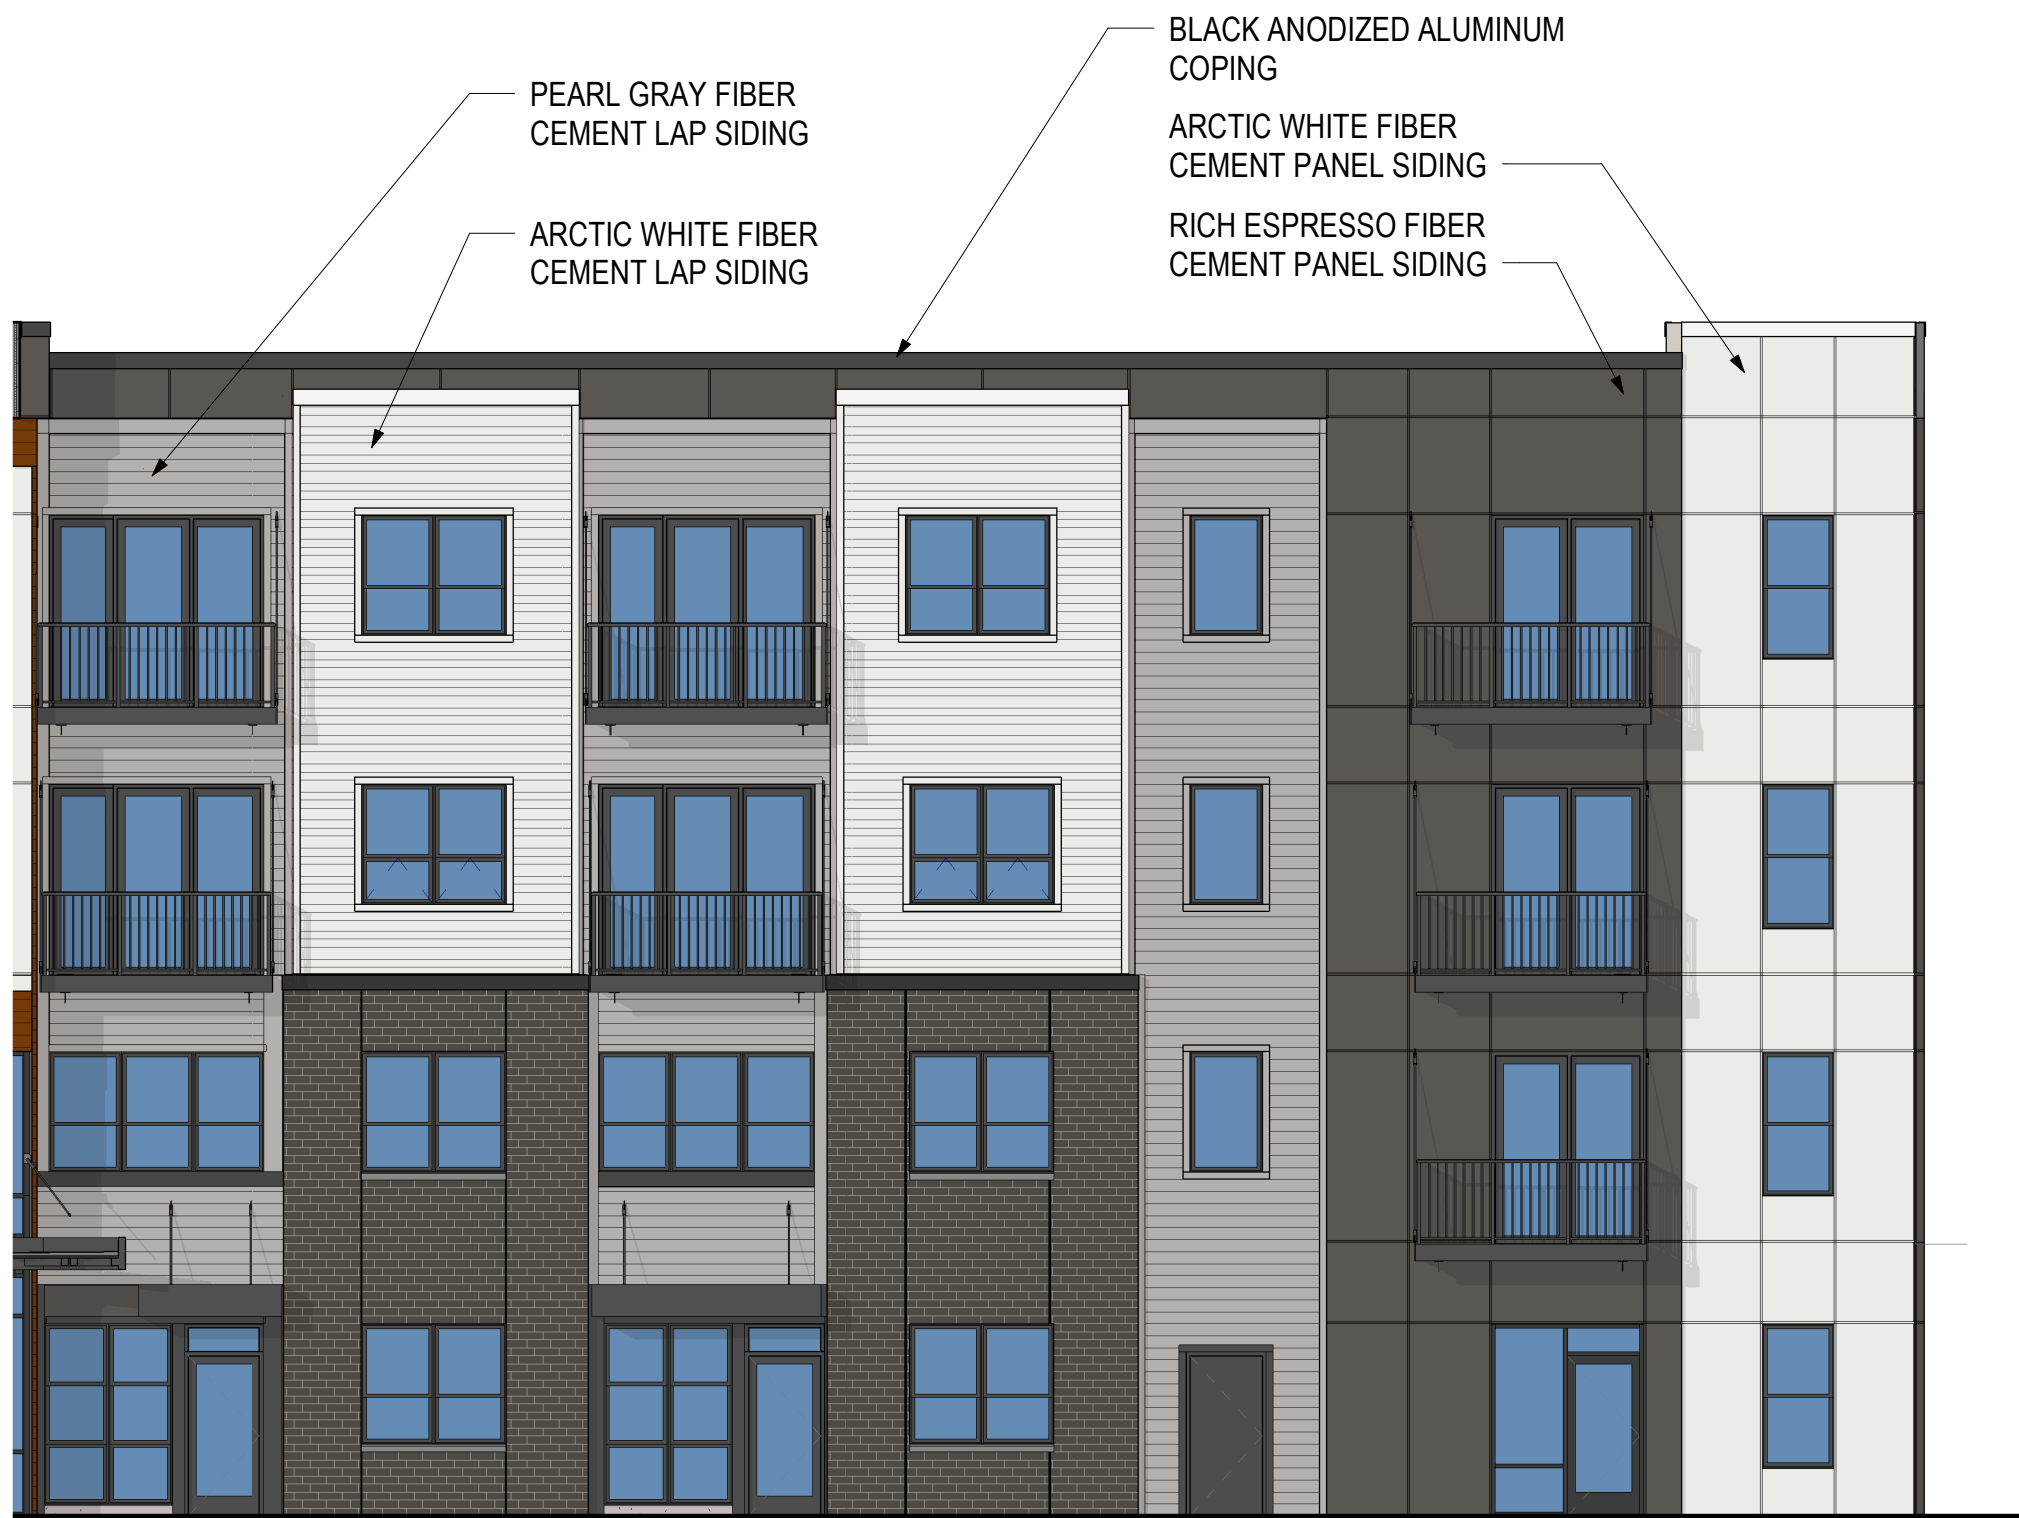 BLACK ANODIZED ALUMINUM
COPING
PEARL GRAY FIBER
CEMENT LAP SIDING
ARCTIC WHITE FIBER
CEMENT PANEL SIDING
ARCTIC WHITE FIBER
CEMENT LAP SIDING
RICH ESPRESSO FIBER
CEMENT PANEL SIDING